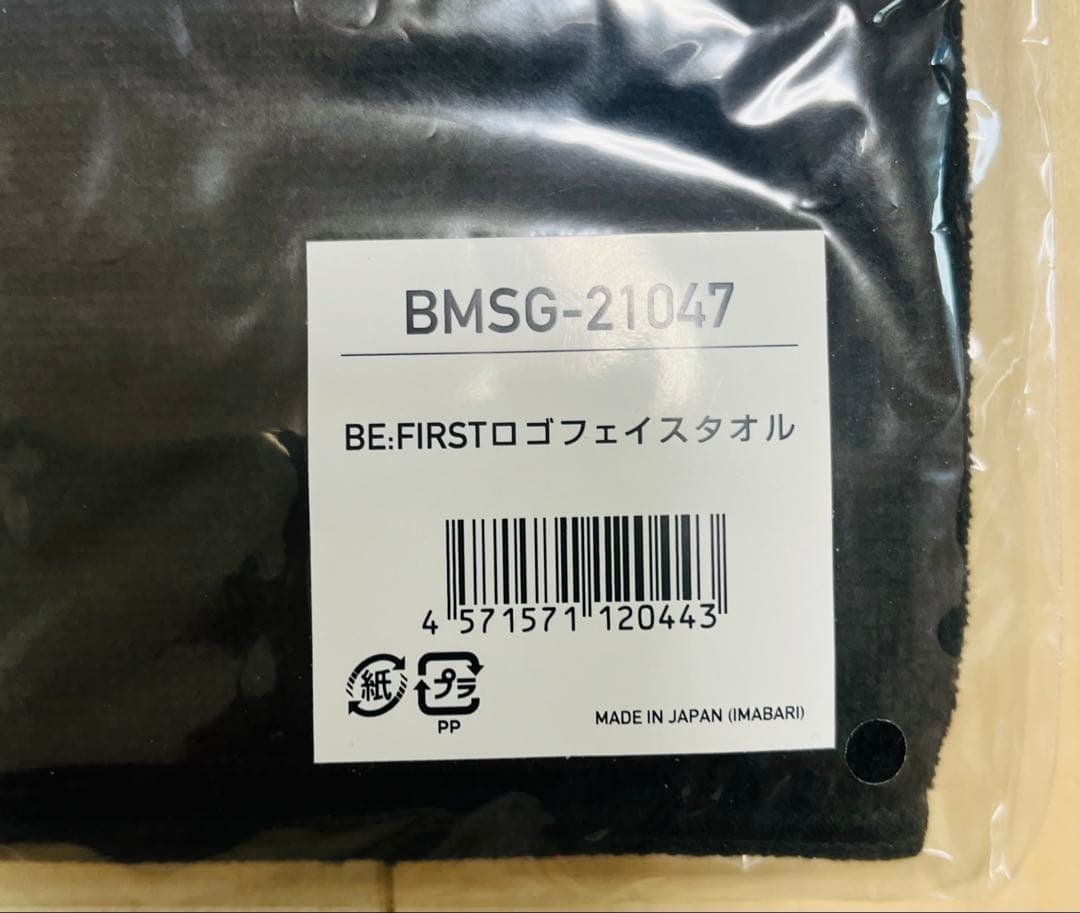 BMSG-21047
BE:FIRSTロゴフェイスタオル
4 571571 120443
紙 プラ
PP
MADE IN JAPAN (IMABARI)